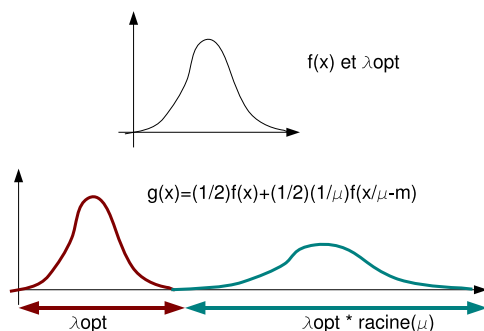 f(x) et λopt
g(x)=(1/2)f(x)+(1/2)(1/μ)f(x/μ-m)
λopt
λopt * racine(μ)